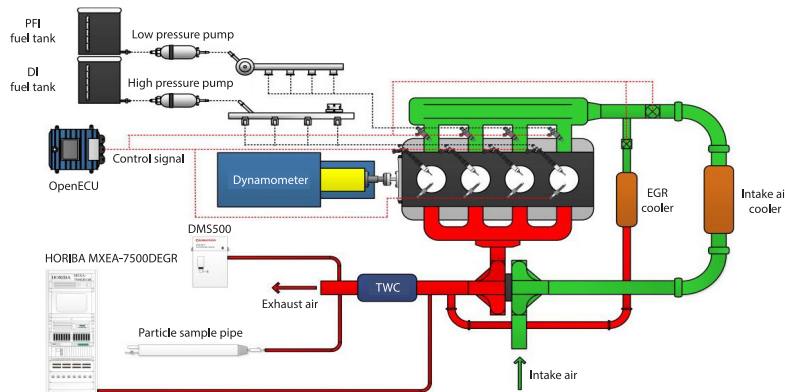 PFI
fuel tank
Low pressure pump
DI
fuel tank
High pressure pump
Control signal
OpenECU
Dynamometer
EGR
cooler
Intake ai
cooler
DMS500
HORIBA MXEA-7500DEGR
HORIBA
TWC
Exhaust air
Particle sample pipe
Intake air